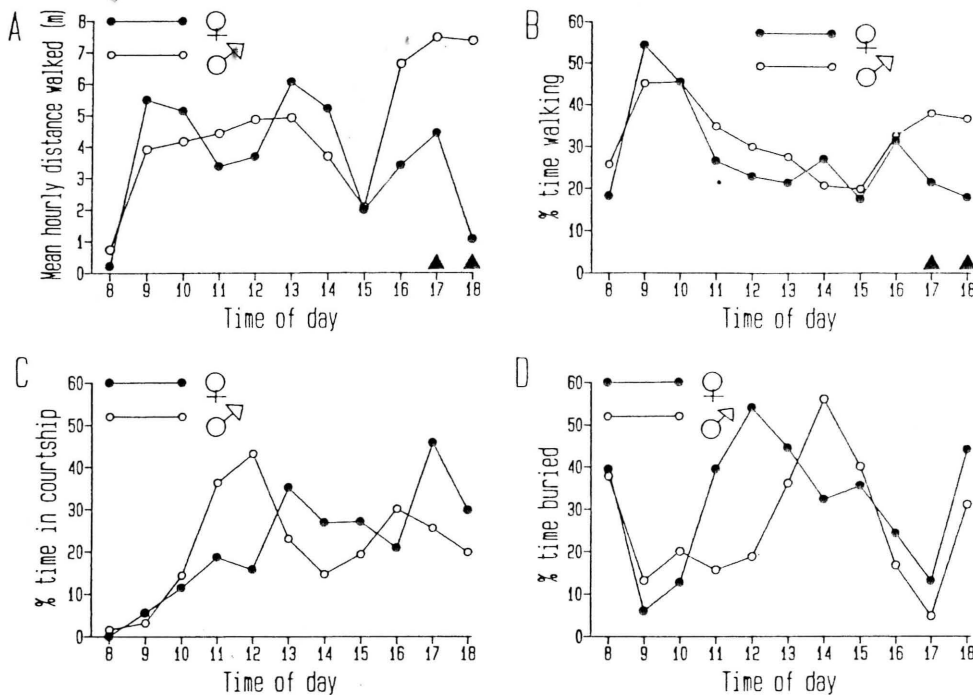 A
Mean hourly distance walked (m)
8
7
6
5
4
3
2
1
0
♀
♂
8 9 10 11 12 13 14 15 16 17 18
Time of day
B
% time walking
60
50
40
30
20
10
0
♀
♂
8 9 10 11 12 13 14 15 16 17 18
Time of day
C
% time in courtship
60
50
40
30
20
10
0
♀
♂
8 9 10 11 12 13 14 15 16 17 18
Time of day
D
% time buried
60
50
40
30
20
10
0
♀
♂
8 9 10 11 12 13 14 15 16 17 18
Time of day